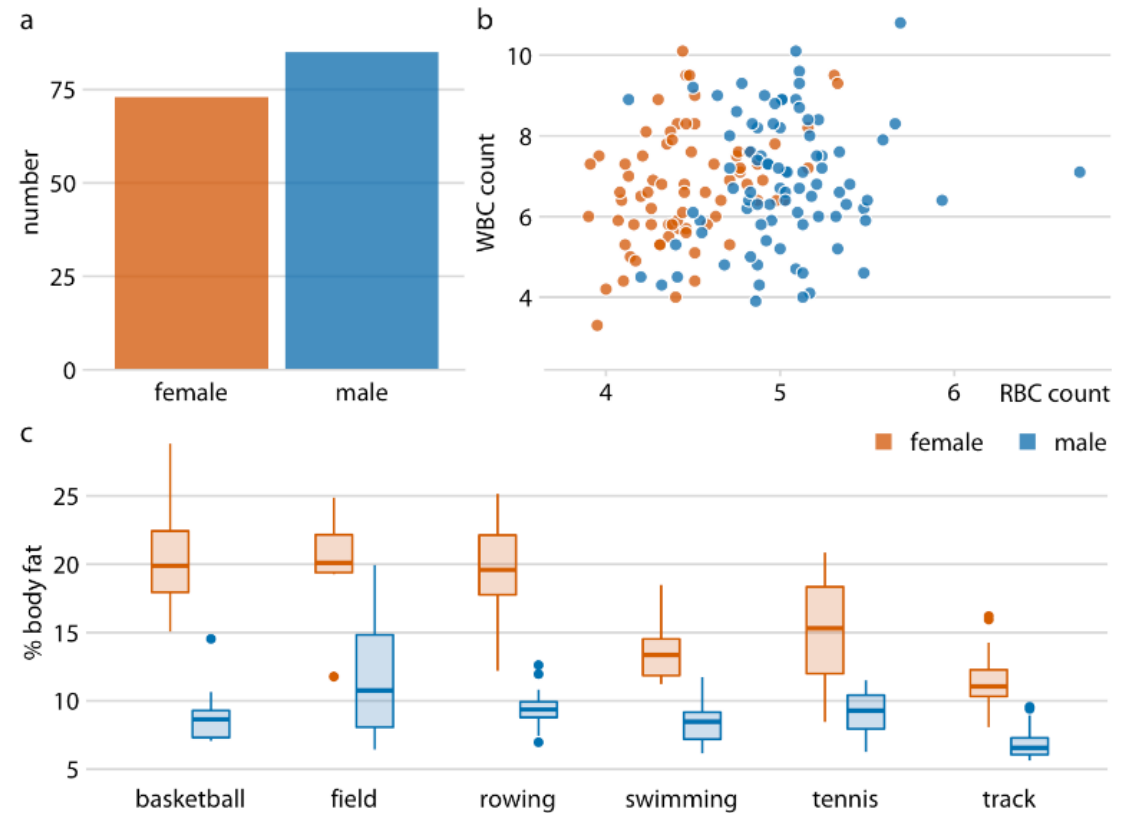 a
number
75
50
25
0
female male
b
WBC count
10
8
6
4
4 5 6 RBC count
c
female male
% body fat
25
20
15
10
5
basketball field rowing swimming tennis track